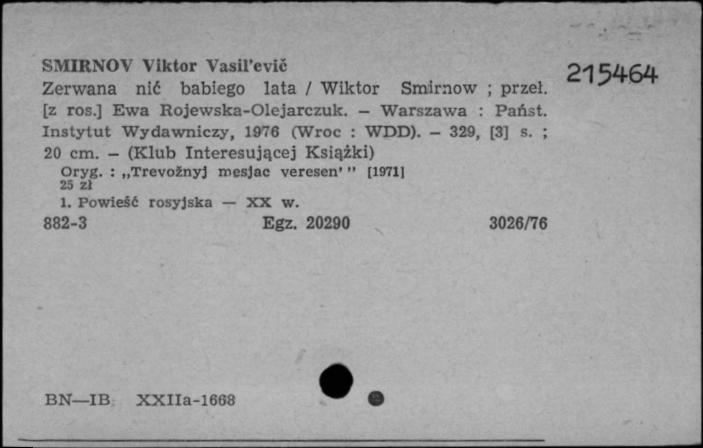 SMIRNOV Viktor Vasil'evič
215464
Zerwana nić babiego lata / Wiktor Smirnow ; przeł.
[z ros.] Ewa Rojewska-Olejarczuk. — Warszawa : Państ.
Instytut Wydawniczy, 1976 (Wroc : WDD). — 329, [3] s. ;
20 cm. — (Klub Interesującej Książki)
Oryg. : „Trevožnyj mesjac veresen' ” [1971]
25 zł
1. Powieść rosyjska — XX w.
882-3 Egz. 20290 3026/76
BN—IB XXIIa-1668